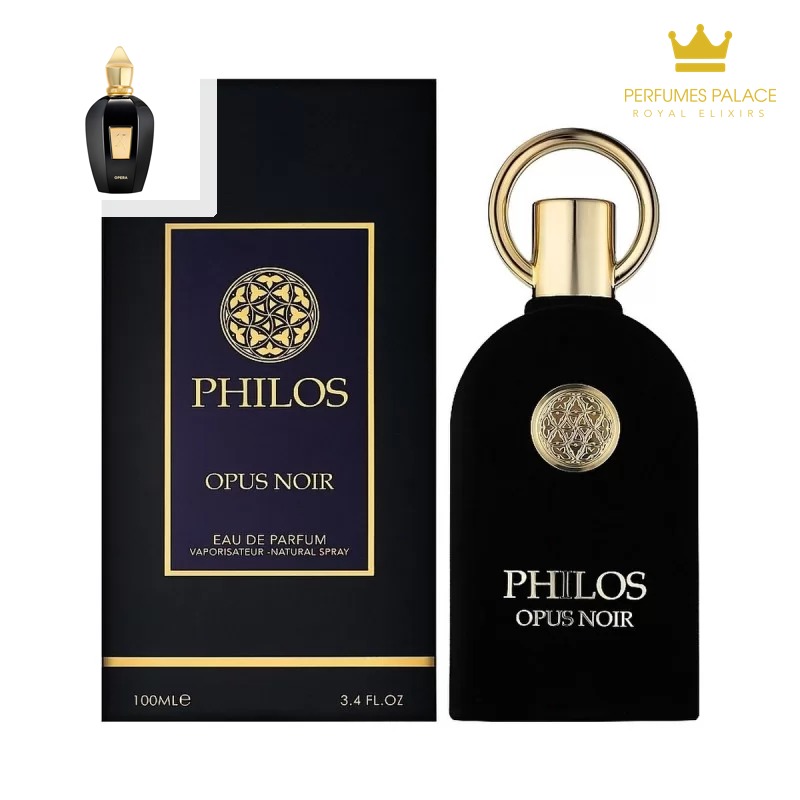 PERFUMES PALACE
ROYAL ELIXIRS
OPERA
PHILOS
OPUS NOIR
EAU DE PARFUM
VAPORISATEUR -NATURAL SPRAY
100MLe
3.4 FL.OZ
PHILOS
OPUS NOIR